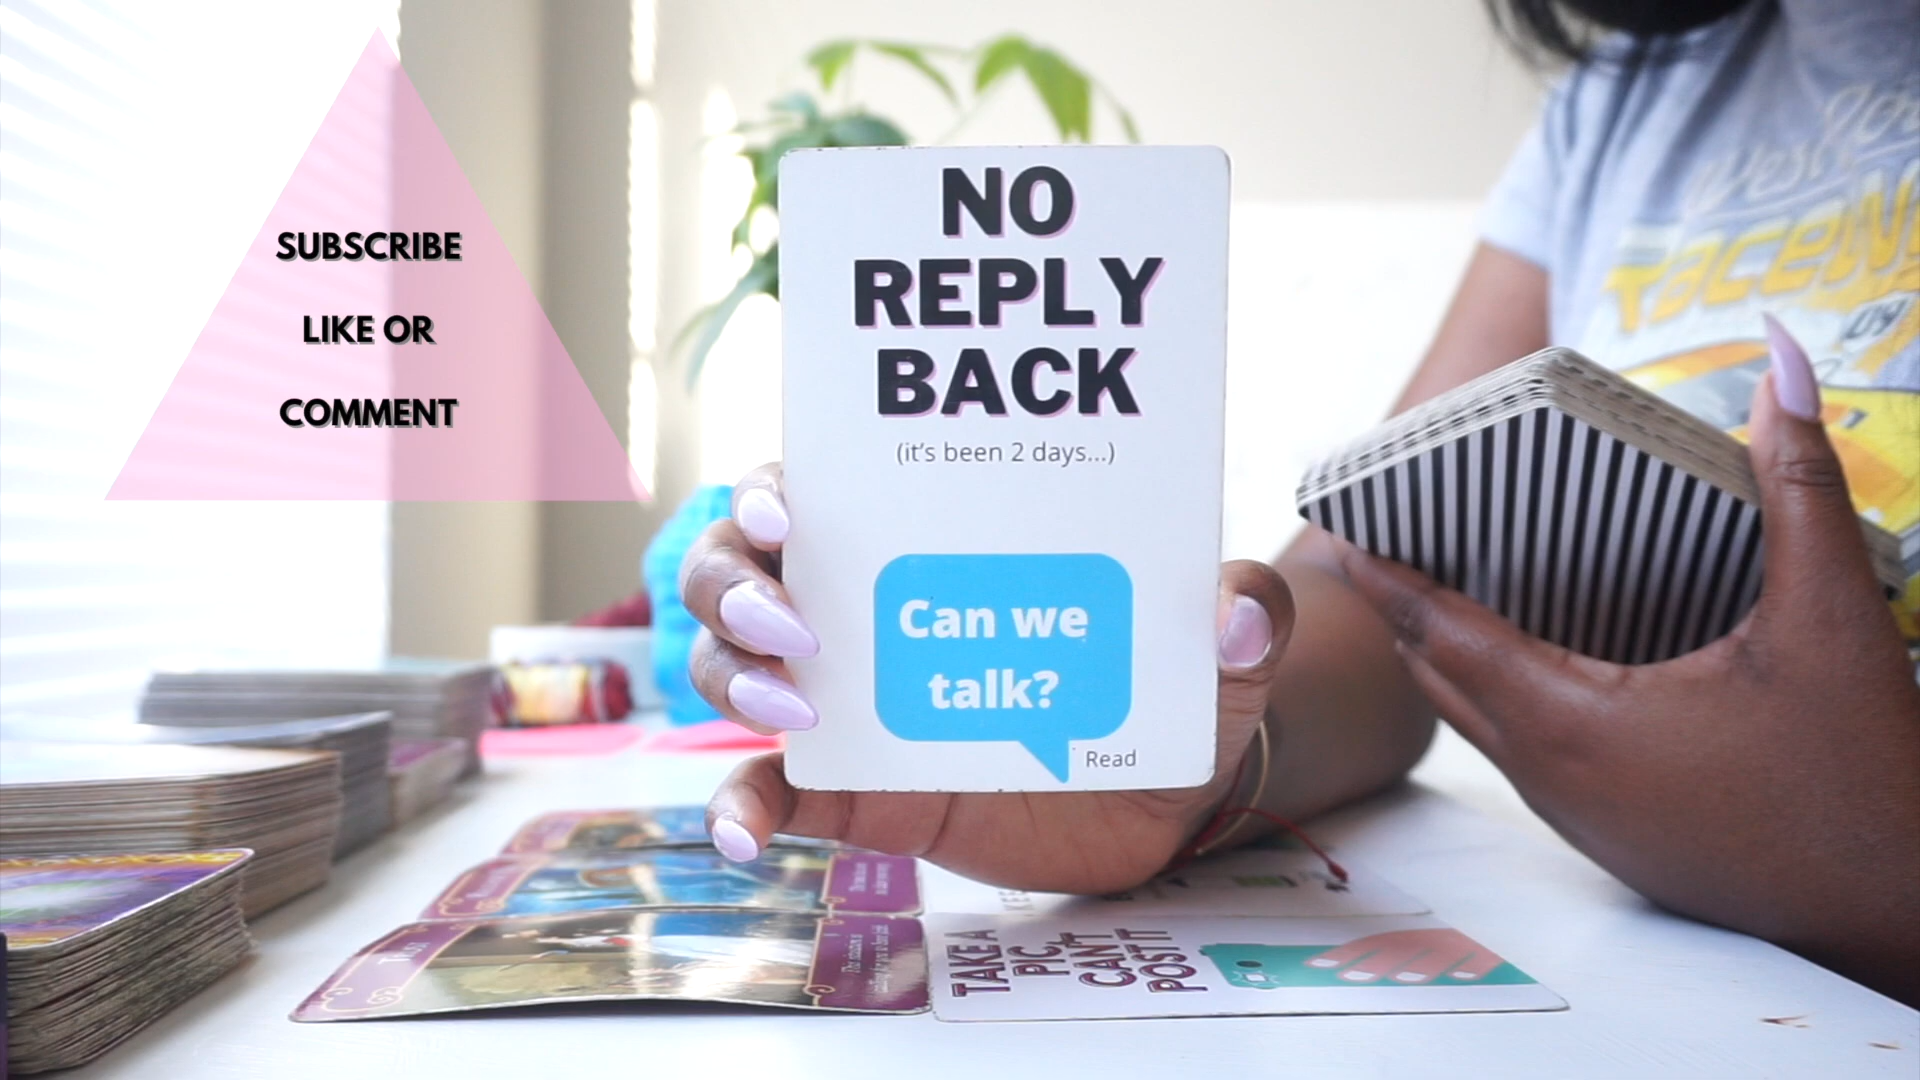 SUBSCRIBE
LIKE OR
COMMENT
NO
REPLY
BACK
(it's been 2 days...)
Can we
talk?
Read
TAKE A
PIC,
CAN'T
POST IT
Trust